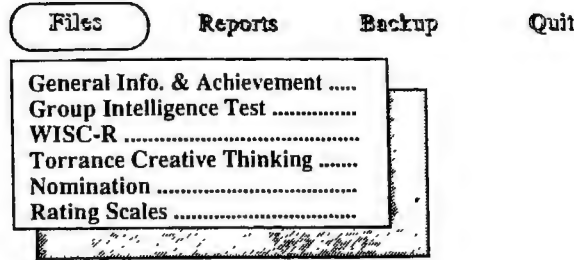 Files Reports Backup Quit
General Info. & Achievement .....
Group Intelligence Test ...............
WISC-R ..........................................
Torrance Creative Thinking .......
Nomination ....................................
Rating Scales .................................